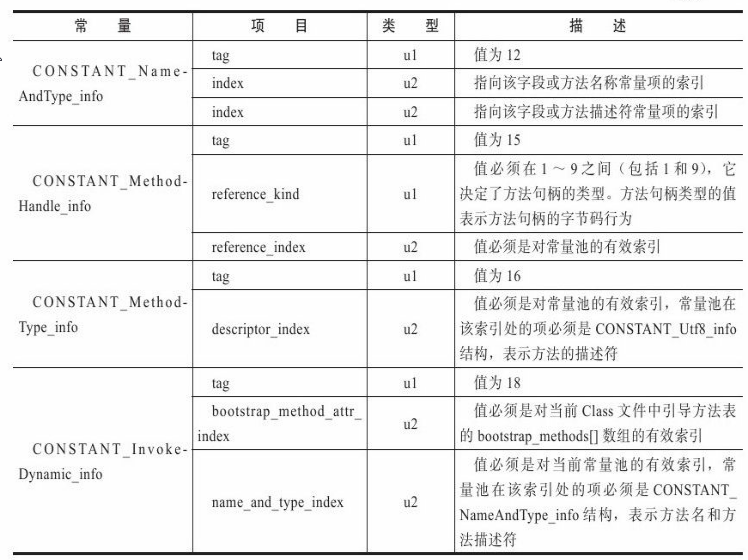 常 量 项 目 类 型 描 述
CONSTANT_Name-
AndType_info
tag u1 值为 12
index u2 指向该字段或方法名称常量项的索引
index u2 指向该字段或方法描述符常量项的索引
CONSTANT_Method-
Handle_info
tag u1 值为 15
reference_kind u1 值必须在 1 ～ 9 之间（包括 1 和 9），它
决定了方法句柄的类型。方法句柄类型的值
表示方法句柄的字节码行为
reference_index u2 值必须是对常量池的有效索引
CONSTANT_Method-
Type_info
tag u1 值为 16
descriptor_index u2 值必须是对常量池的有效索引，常量池在
该索引处的项必须是 CONSTANT_Utf8_info
结构，表示方法的描述符
CONSTANT_Invoke-
Dynamic_info
tag u1 值为 18
bootstrap_method_attr_
index u2 值必须是对当前 Class 文件中引导方法表
的 bootstrap_methods[] 数组的有效索引
name_and_type_index u2 值必须是对当前常量池的有效索引，常
量池在该索引处的项必须是 CONSTANT_
NameAndType_info 结构，表示方法名和方
法描述符